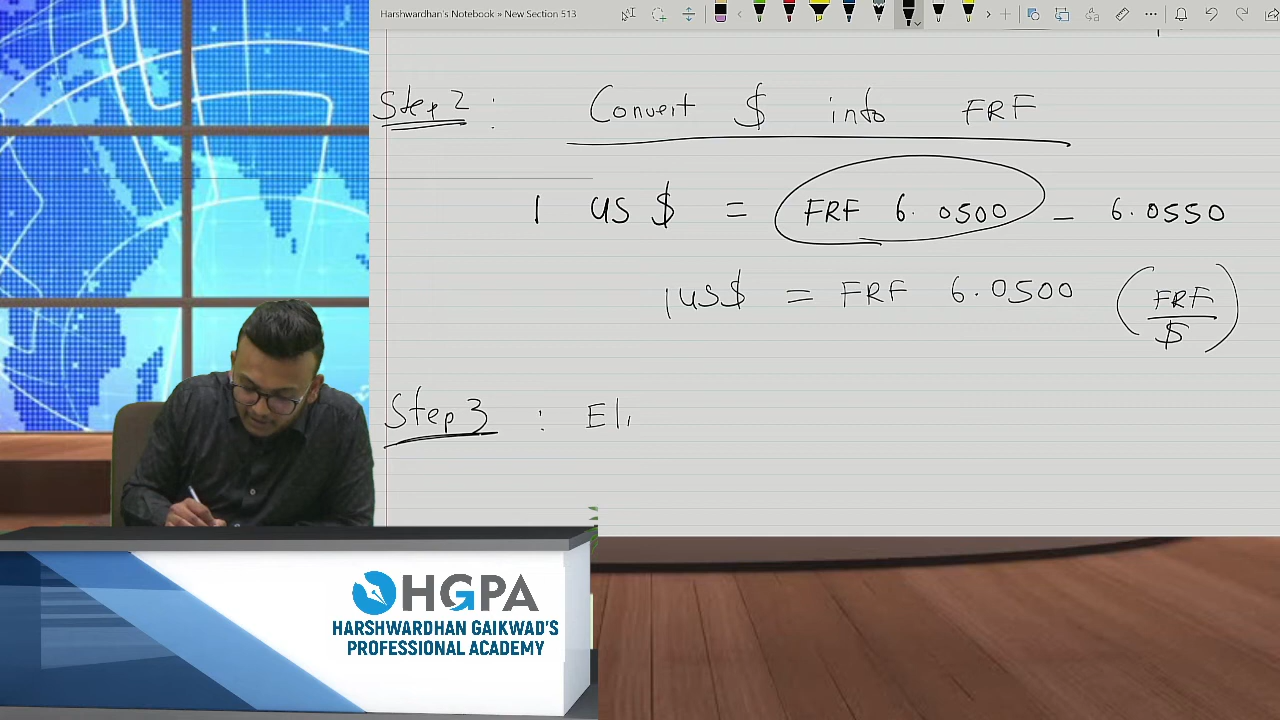 Harshwardhan's Notebook » New Section 513
Step 2 : Convert $ into FRF
1 US $ = FRF 6.0500 – 6.0550
1 US $ = FRF 6.0500 (FRF/$)
Step 3 : Eli
HGPA
HARSHWARDHAN GAIKWAD'S
PROFESSIONAL ACADEMY